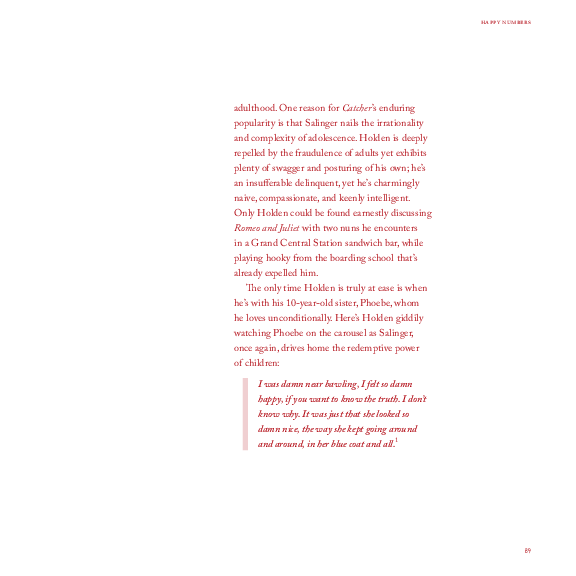 HAPPY NUMBERS
adulthood. One reason for Catcher's enduring
popularity is that Salinger nails the irrationality
and complexity of adolescence. Holden is deeply
repelled by the fraudulence of adults yet exhibits
plenty of swagger and posturing of his own; he's
an insufferable delinquent, yet he's charmingly
naive, compassionate, and keenly intelligent.
Only Holden could be found earnestly discussing
Romeo and Juliet with two nuns he encounters
in a Grand Central Station sandwich bar, while
playing hooky from the boarding school that's
already expelled him.
The only time Holden is truly at ease is when
he's with his 10-year-old sister, Phoebe, whom
he loves unconditionally. Here's Holden giddily
watching Phoebe on the carousel as Salinger,
once again, drives home the redemptive power
of children:
I was damn near bawling, I felt so damn
happy, if you want to know the truth. I don't
know why. It was just that she looked so
damn nice, the way she kept going around
and around, in her blue coat and all.1
89